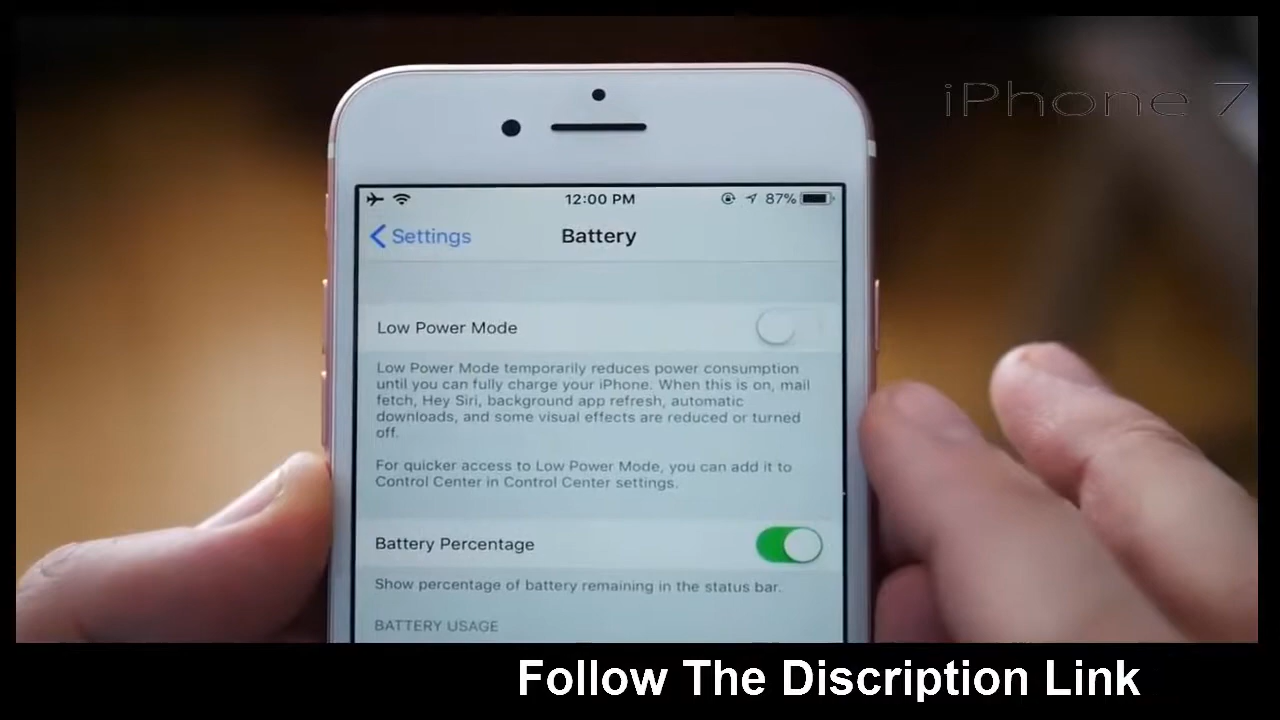 iPhone 7
12:00 PM
87%
Settings
Battery
Low Power Mode
Low Power Mode temporarily reduces power consumption
until you can fully charge your iPhone. When this is on, mail
fetch, Hey Siri, background app refresh, automatic
downloads, and some visual effects are reduced or turned
off.
For quicker access to Low Power Mode, you can add it to
Control Center in Control Center settings.
Battery Percentage
Show percentage of battery remaining in the status bar.
BATTERY USAGE
Follow The Discription Link